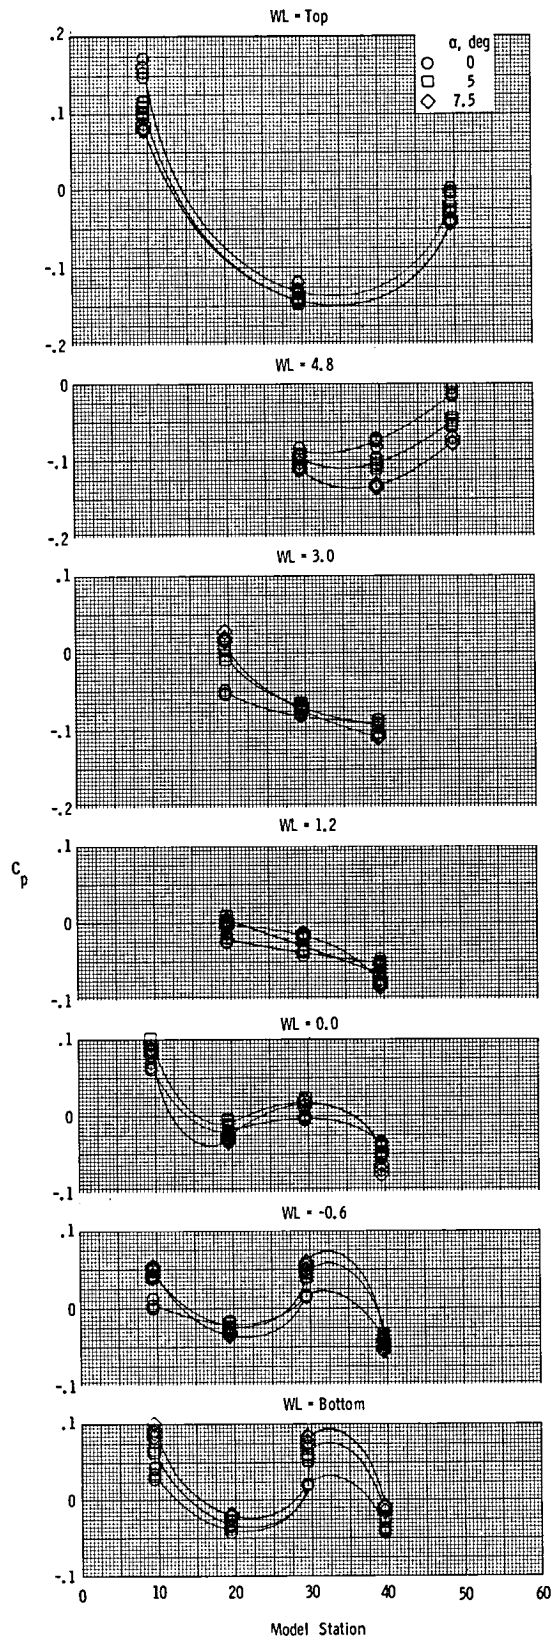 WL = Top
.2
.1
0
-.1
-.2
α, deg
0
5
7.5
WL = 4.8
0
-.1
-.2
WL = 3.0
.1
0
-.1
-.2
WL = 1.2
.1
0
-.1
Cp
WL = 0.0
.1
0
-.1
WL = -0.6
.1
0
-.1
WL = Bottom
.1
0
-.1
0 10 20 30 40 50 60
Model Station